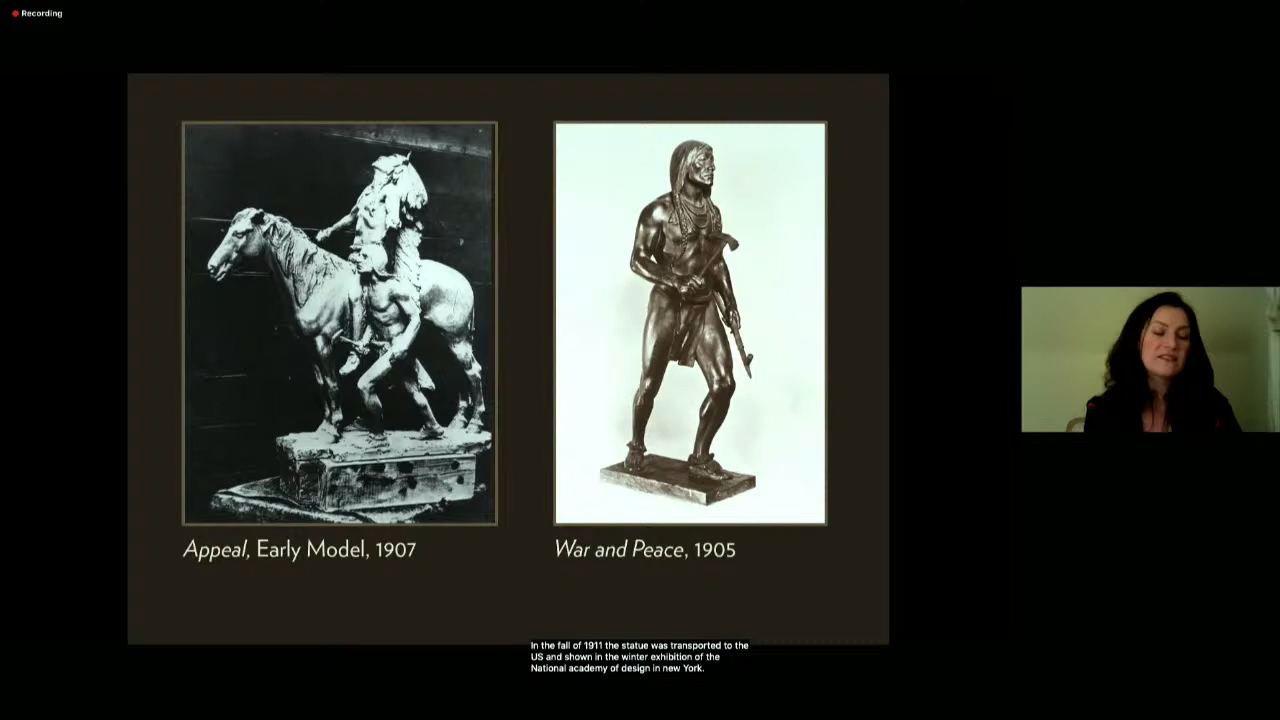 Recording
Appeal, Early Model, 1907
War and Peace, 1905
In the fall of 1911 the statue was transported to the
US and shown in the winter exhibition of the
National academy of design in new York.